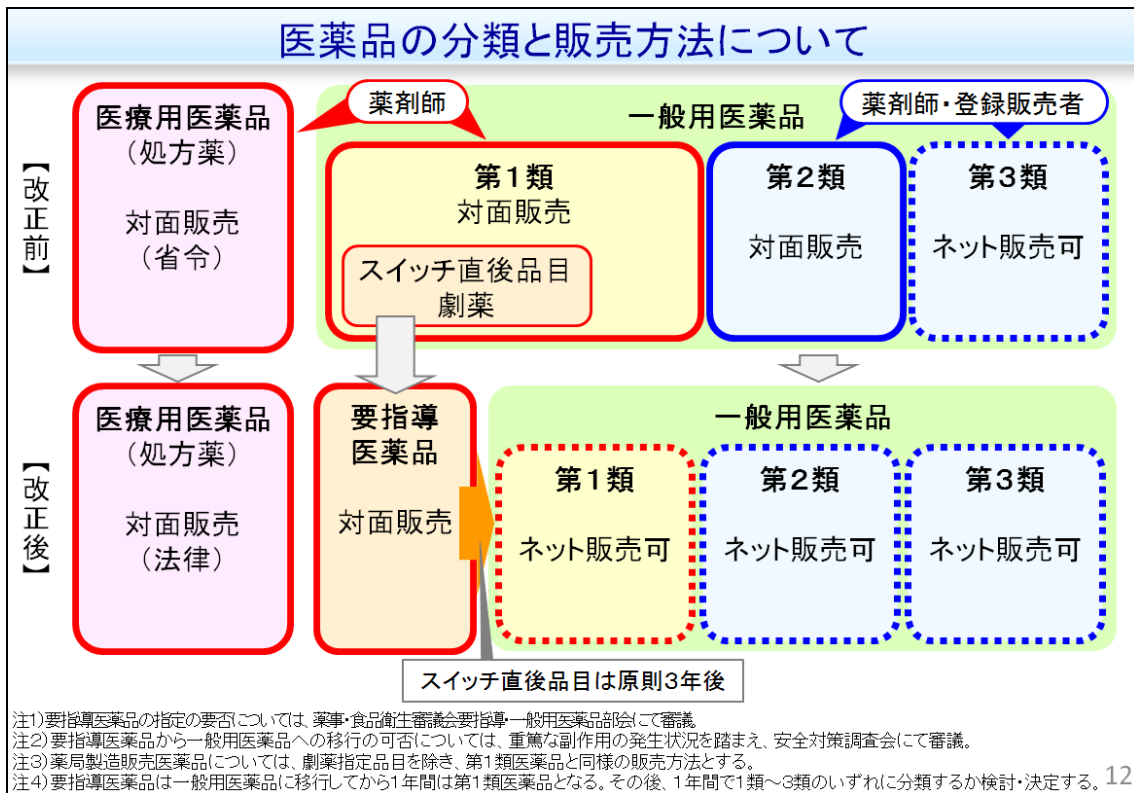 医薬品の分類と販売方法について
【改正前】
医療用医薬品
（処方薬）
対面販売
（省令）
薬剤師
一般用医薬品
薬剤師・登録販売者
第1類
対面販売
スイッチ直後品目
劇薬
第2類
対面販売
第3類
ネット販売可
【改正後】
医療用医薬品
（処方薬）
対面販売
（法律）
要指導
医薬品
対面販売
一般用医薬品
第1類
ネット販売可
第2類
ネット販売可
第3類
ネット販売可
スイッチ直後品目は原則3年後
注1）要指導医薬品の指定の要否については、薬事・食品衛生審議会要指導・一般用医薬品部会にて審議。
注2）要指導医薬品から一般用医薬品への移行の可否については、重篤な副作用の発生状況を踏まえ、安全対策調査会にて審議。
注3）薬局製造販売医薬品については、劇薬指定品目を除き、第1類医薬品と同様の販売方法とする。
注4）要指導医薬品は一般用医薬品に移行してから1年間は第1類医薬品となる。その後、1年間で1類～3類のいずれに分類するか検討・決定する。
12